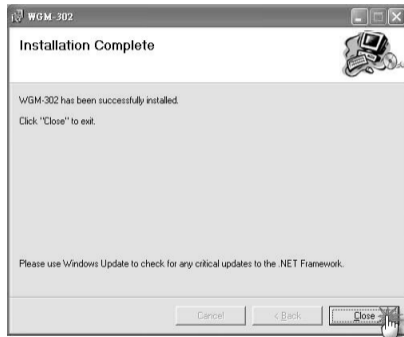 WGM-302
Installation Complete
WGM-302 has been successfully installed.
Click "Close" to exit.
Please use Windows Update to check for any critical updates to the .NET Framework.
Cancel
< Back
Close